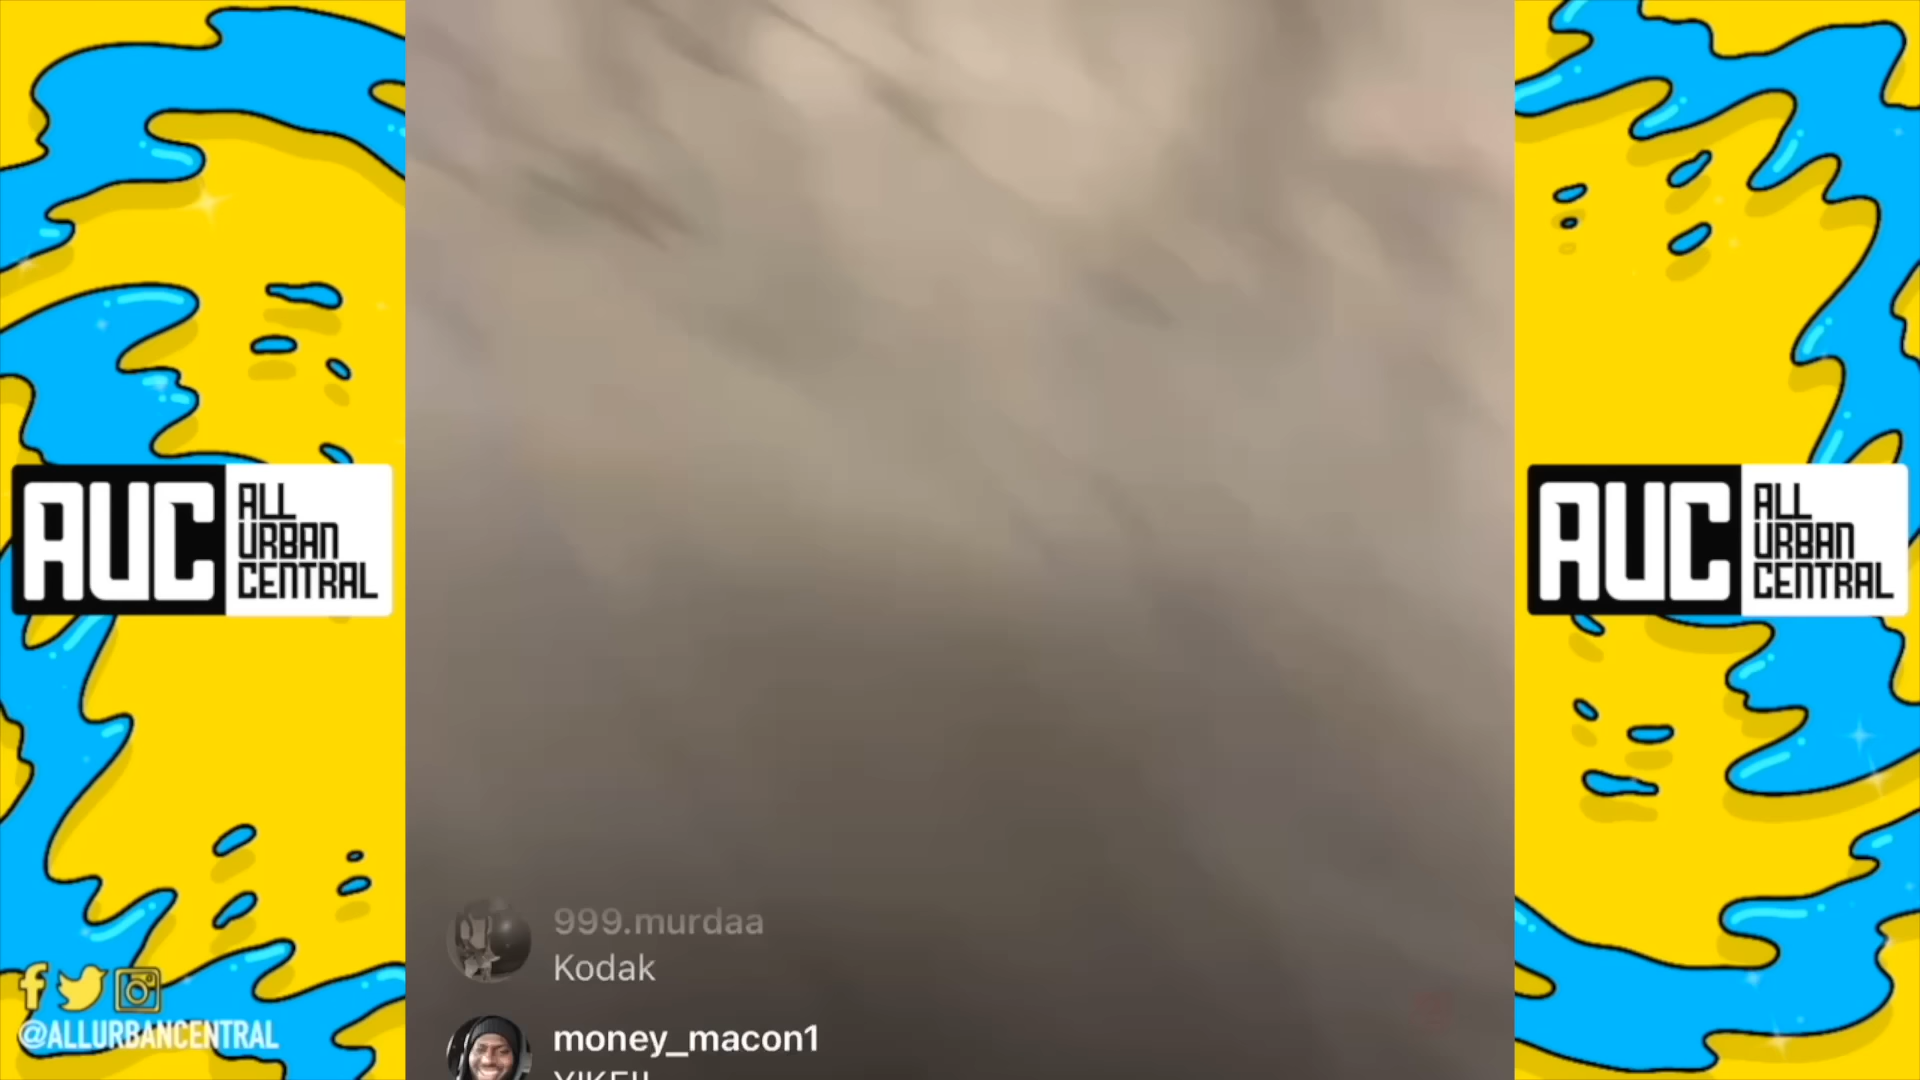 AUC
ALL
URBAN
CENTRAL
AUC
ALL
URBAN
CENTRAL
999.murdaa
Kodak
money_macon1
@ALLURBANCENTRAL